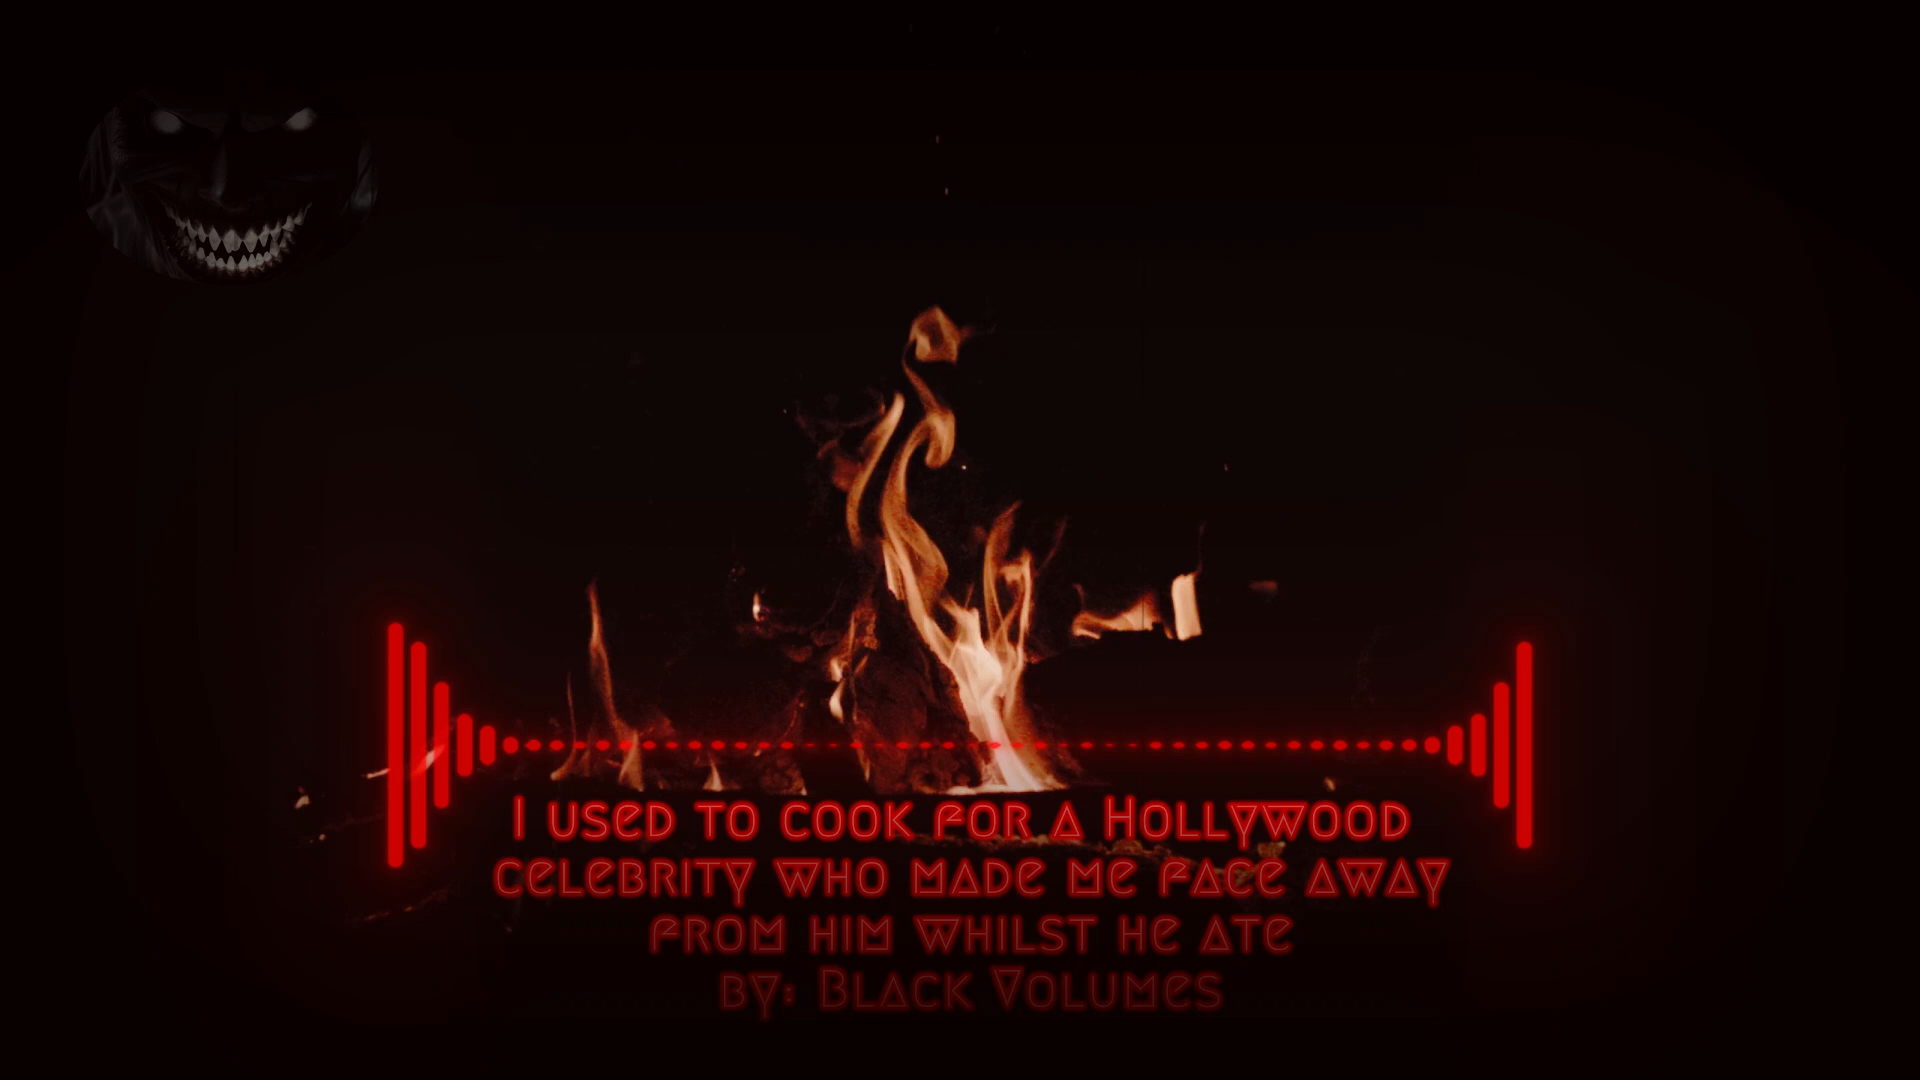 I used to cook for a Hollywood
celebrity who made me face away
from him whilst he ate
by: Black Volumes